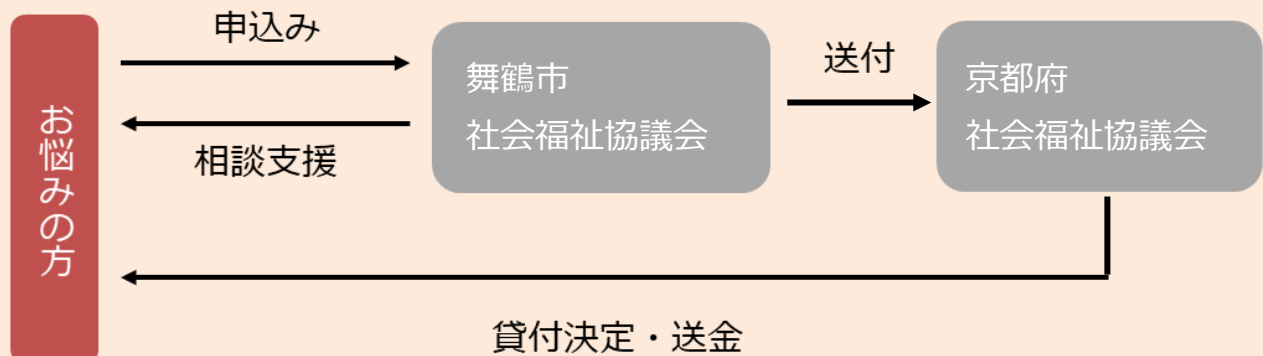 お悩みの方
申込み
相談支援
舞鶴市
社会福祉協議会
送付
京都府
社会福祉協議会
貸付決定・送金